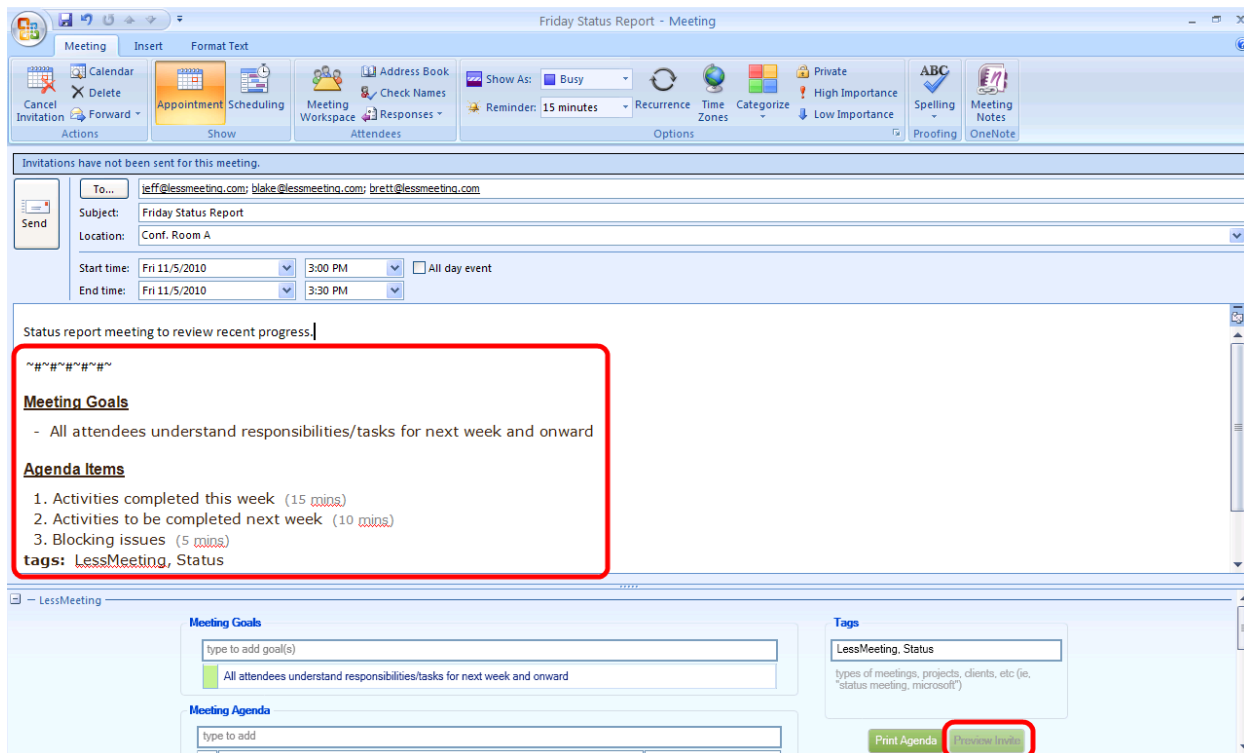 Friday Status Report - Meeting
Meeting Insert Format Text
Cancel Invitation
Calendar
Delete
Forward
Actions
Appointment Scheduling
Show
Meeting Workspace
Address Book
Check Names
Responses
Attendees
Show As: Busy
Reminder: 15 minutes
Recurrence
Time Zones
Categorize
Private
High Importance
Low Importance
Options
ABC
Spelling
Proofing
Meeting Notes
OneNote
Invitations have not been sent for this meeting.
Send
To... jeff@lessmeeting.com; blake@lessmeeting.com; brett@lessmeeting.com
Subject: Friday Status Report
Location: Conf. Room A
Start time: Fri 11/5/2010 3:00 PM All day event
End time: Fri 11/5/2010 3:30 PM
Status report meeting to review recent progress.
~#~#~#~#~#~
Meeting Goals
- All attendees understand responsibilities/tasks for next week and onward
Agenda Items
1. Activities completed this week (15 mins)
2. Activities to be completed next week (10 mins)
3. Blocking issues (5 mins)
tags: LessMeeting, Status
LessMeeting
Meeting Goals
type to add goal(s)
All attendees understand responsibilities/tasks for next week and onward
Meeting Agenda
type to add
Tags
LessMeeting, Status
types of meetings, projects, clients, etc (ie,
"status meeting, microsoft")
Print Agenda Preview Invite